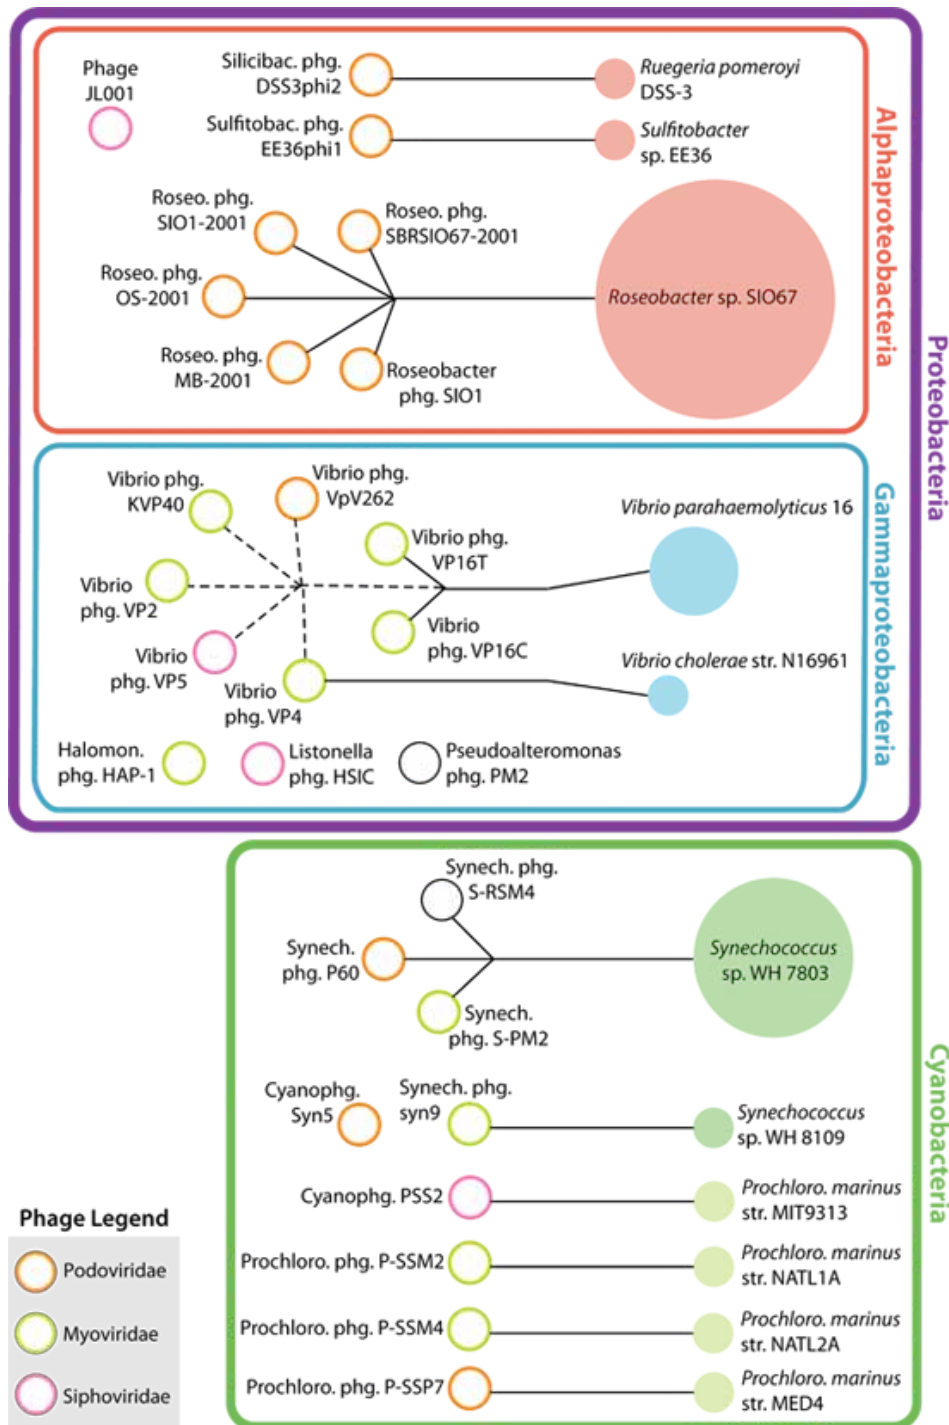 Phage
JL001
Silicibac. phg.
DSS3phi2
Ruegeria pomeroyi
DSS-3
Sulfitobac. phg.
EE36phi1
Sulfitobacter
sp. EE36
Roseo. phg.
SIO1-2001
Roseo. phg.
SBRSIO67-2001
Roseo. phg.
OS-2001
Roseobacter sp. SIO67
Roseo. phg.
MB-2001
Roseobacter
phg. SIO1
Alphaproteobacteria
Proteobacteria
Vibrio phg.
KVP40
Vibrio phg.
VpV262
Vibrio parahaemolyticus 16
Vibrio phg.
VP16T
Vibrio
phg. VP2
Vibrio
phg. VP16C
Vibrio
phg. VP5
Vibrio
phg. VP4
Vibrio cholerae str. N16961
Halomon.
phg. HAP-1
Listonella
phg. HSIC
Pseudoalteromonas
phg. PM2
Gammaproteobacteria
Synech. phg.
S-RSM4
Synech.
phg. P60
Synechococcus
sp. WH 7803
Synech.
phg. S-PM2
Cyanophg.
Syn5
Synech. phg.
syn9
Synechococcus
sp. WH 8109
Cyanophg. PSS2
Prochloro. marinus
str. MIT9313
Prochloro. phg. P-SSM2
Prochloro. marinus
str. NATL1A
Prochloro. phg. P-SSM4
Prochloro. marinus
str. NATL2A
Prochloro. phg. P-SSP7
Prochloro. marinus
str. MED4
Cyanobacteria
Phage Legend
Podoviridae
Myoviridae
Siphoviridae